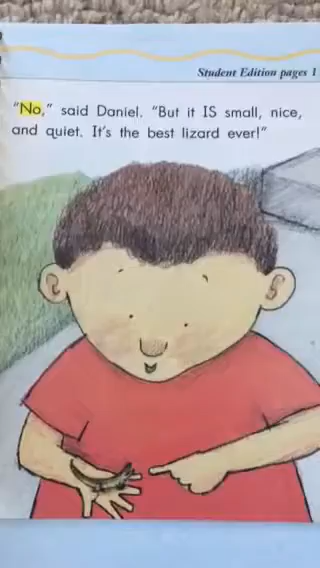 Student Edition pages 1
“No,” said Daniel. “But it IS small, nice,
and quiet. It’s the best lizard ever!”